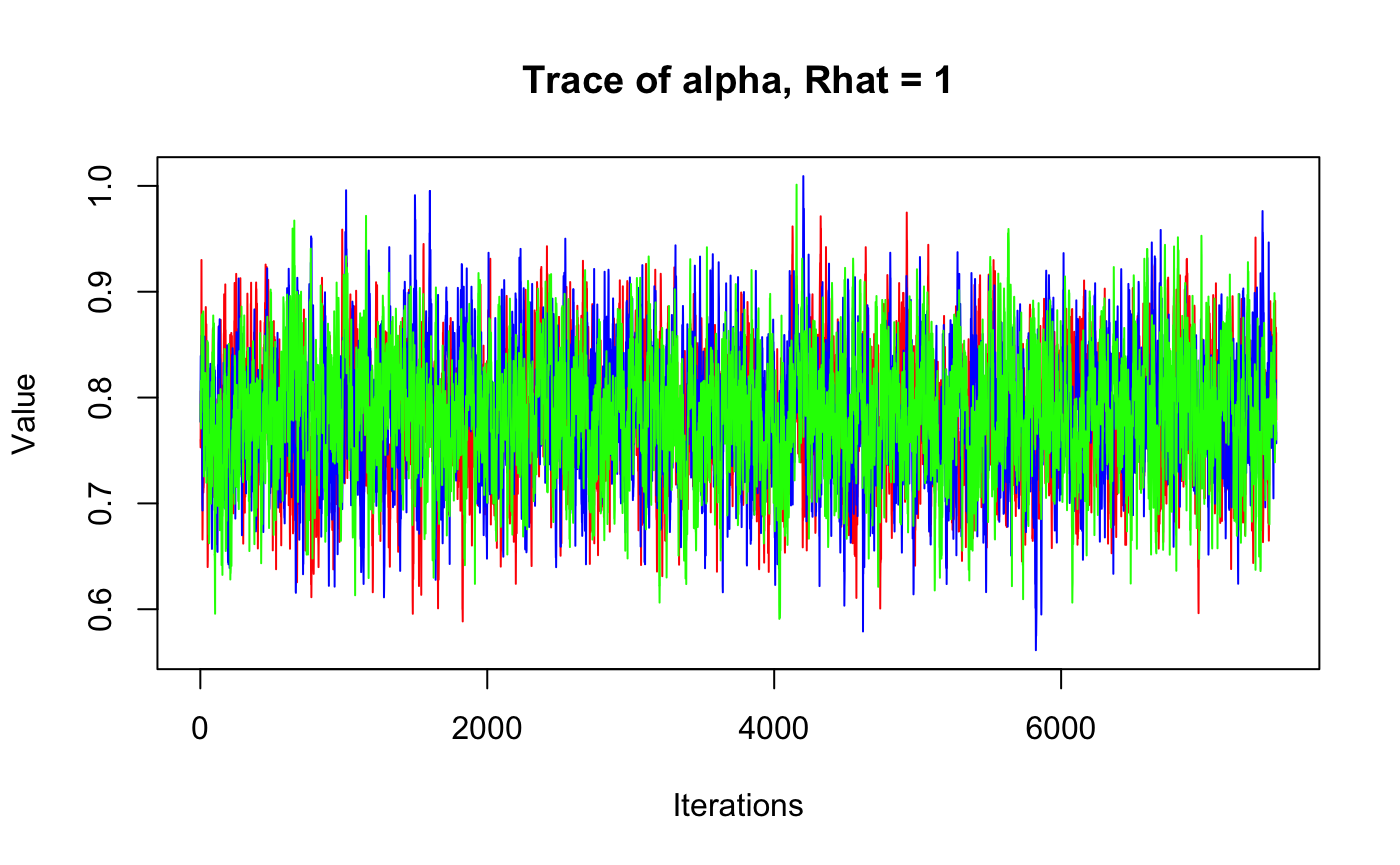 Trace of alpha, Rhat = 1
Value
1.0
0.9
0.8
0.7
0.6
0 2000 4000 6000
Iterations